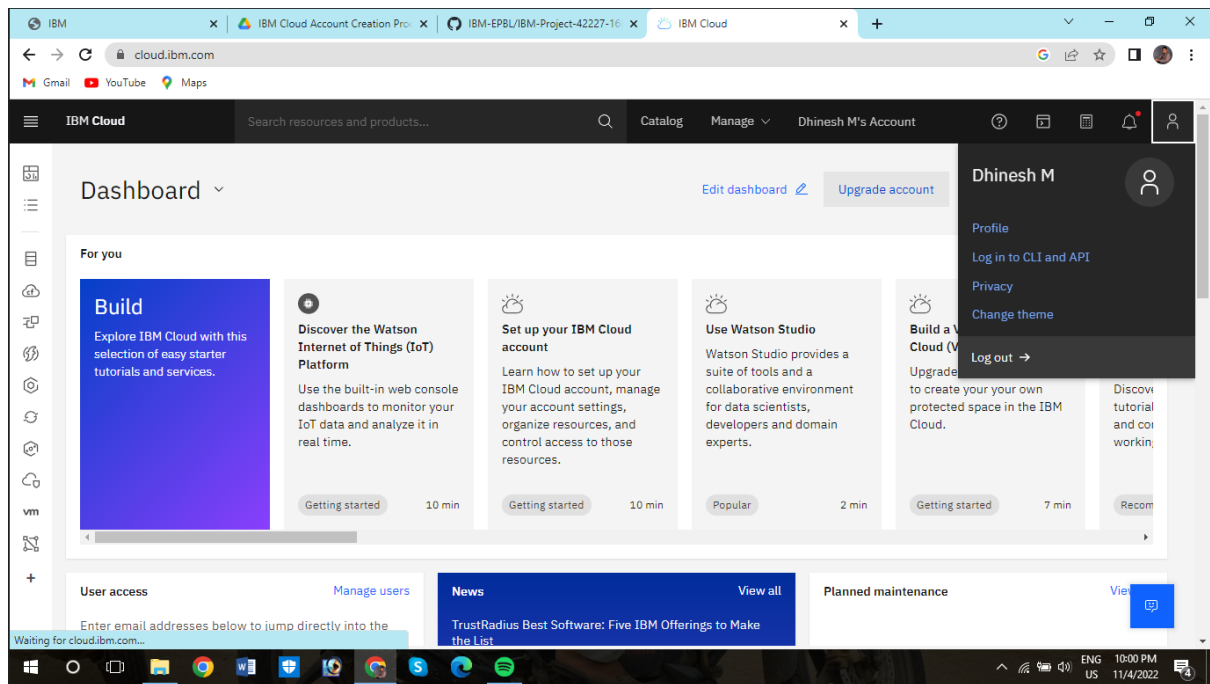 IBM
IBM Cloud Account Creation Pro
IBM-EPBL/IBM-Project-42227-16
IBM Cloud
cloud.ibm.com
Gmail
YouTube
Maps
IBM Cloud
Search resources and products...
Catalog
Manage
Dhinesh M's Account
Dashboard
Edit dashboard
Upgrade account
Dhinesh M
Profile
Log in to CLI and API
Privacy
Change theme
Log out →
For you
Build
Explore IBM Cloud with this
selection of easy starter
tutorials and services.
Discover the Watson
Internet of Things (IoT)
Platform
Use the built-in web console
dashboards to monitor your
IoT data and analyze it in
real time.
Getting started
10 min
Set up your IBM Cloud
account
Learn how to set up your
IBM Cloud account, manage
your account settings,
organize resources, and
control access to those
resources.
Getting started
10 min
Use Watson Studio
Watson Studio provides a
suite of tools and a
collaborative environment
for data scientists,
developers and domain
experts.
Popular
2 min
Build a V
Cloud (V
Upgrade
to create your your own
protected space in the IBM
Cloud.
Getting started
7 min
Discove
tutorial
and co
workin
Recom
vm
User access
Manage users
Enter email addresses below to jump directly into the
News
View all
TrustRadius Best Software: Five IBM Offerings to Make
the List
Planned maintenance
Vie
Waiting for cloud.ibm.com...
ENG
US
10:00 PM
11/4/2022
4